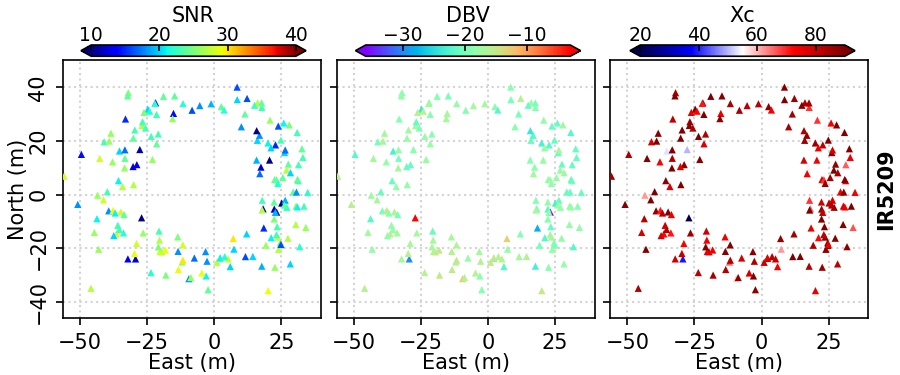 SNR DBV Xc
10 20 30 40 −30 −20 −10 20 40 60 80
40
20
0
−20
−40
North (m)
IR5209
−50 −25 0 25 −50 −25 0 25 −50 −25 0 25
East (m) East (m) East (m)